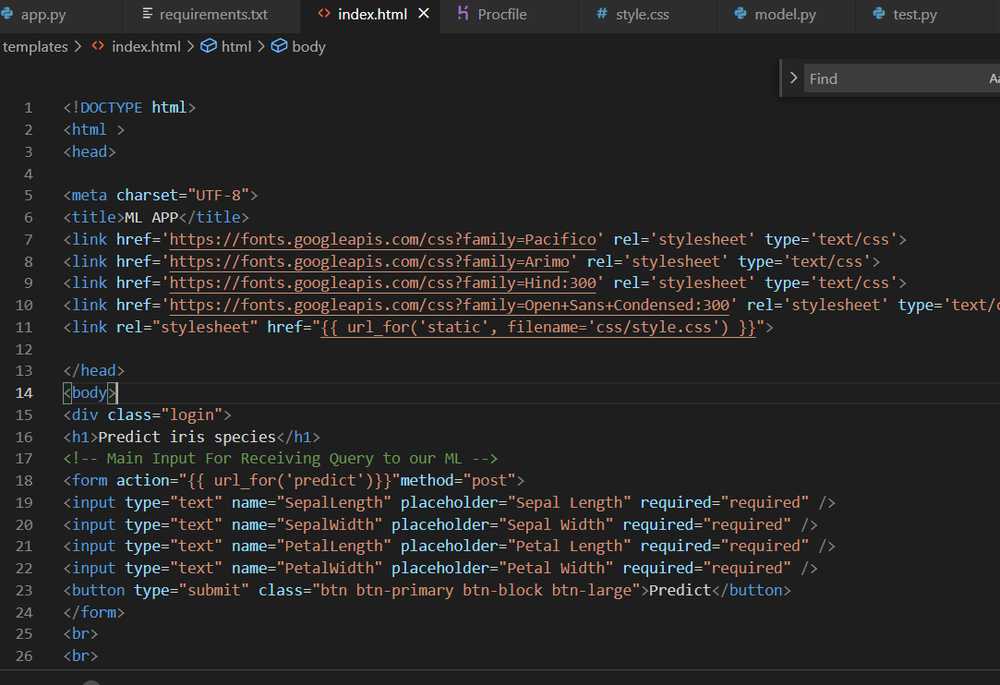 app.py requirements.txt index.html Procfile style.css model.py test.py
templates > index.html > html > body
Find
1 <!DOCTYPE html>
2 <html >
3 <head>
4
5 <meta charset="UTF-8">
6 <title>ML APP</title>
7 <link href='https://fonts.googleapis.com/css?family=Pacifico' rel='stylesheet' type='text/css'>
8 <link href='https://fonts.googleapis.com/css?family=Arimo' rel='stylesheet' type='text/css'>
9 <link href='https://fonts.googleapis.com/css?family=Hind:300' rel='stylesheet' type='text/css'>
10 <link href='https://fonts.googleapis.com/css?family=Open+Sans+Condensed:300' rel='stylesheet' type='text/c
11 <link rel="stylesheet" href="{{ url_for('static', filename='css/style.css') }}">
12
13 </head>
14 <body>
15 <div class="login">
16 <h1>Predict iris species</h1>
17 <!-- Main Input For Receiving Query to our ML -->
18 <form action="{{ url_for('predict')}}"method="post">
19 <input type="text" name="SepalLength" placeholder="Sepal Length" required="required" />
20 <input type="text" name="SepalWidth" placeholder="Sepal Width" required="required" />
21 <input type="text" name="PetalLength" placeholder="Petal Length" required="required" />
22 <input type="text" name="PetalWidth" placeholder="Petal Width" required="required" />
23 <button type="submit" class="btn btn-primary btn-block btn-large">Predict</button>
24 </form>
25 <br>
26 <br>